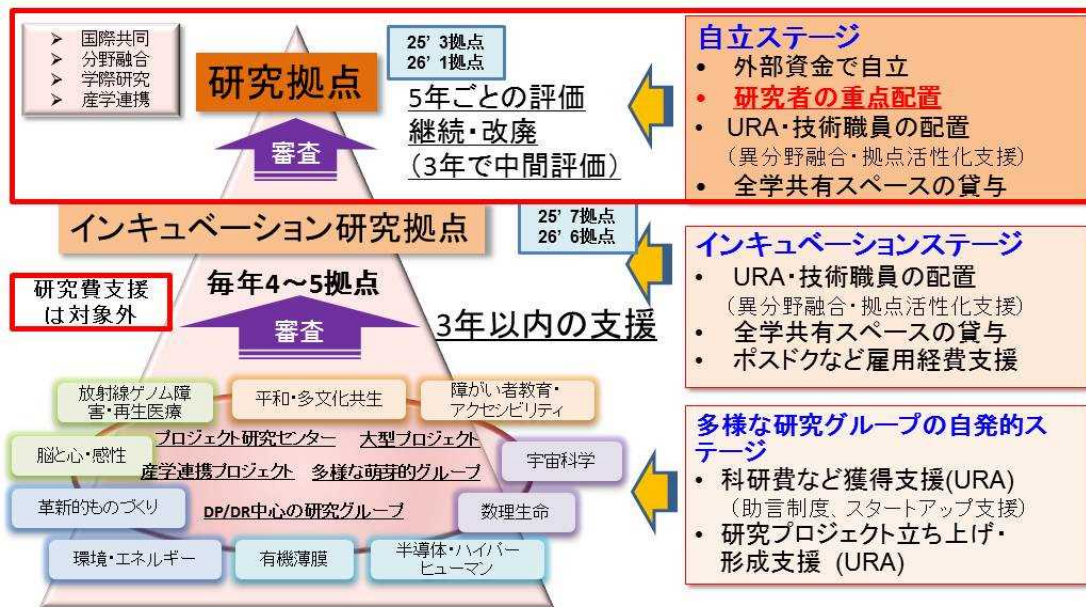 ➢ 国際共同
➢ 分野融合
➢ 学際研究
➢ 産学連携
研究拠点
25' 3拠点
26' 1拠点
5年ごとの評価
継続・改廃
(3年で中間評価)
審査
自立ステージ
• 外部資金で自立
• 研究者の重点配置
• URA・技術職員の配置
(異分野融合・拠点活性化支援)
• 全学共有スペースの貸与
インキュベーション研究拠点
25' 7拠点
26' 6拠点
研究費支援
は対象外
毎年4～5拠点
審査
3年以内の支援
インキュベーションステージ
• URA・技術職員の配置
(異分野融合・拠点活性化支援)
• 全学共有スペースの貸与
• ポスドクなど雇用経費支援
放射線ゲノム障
害・再生医療
平和・多文化共生
障がい者教育・
アクセシビリティ
脳と心・感性
プロジェクト研究センター 大型プロジェクト
宇宙科学
産学連携プロジェクト 多様な萌芽的グループ
革新的ものづくり
DP/DR中心の研究グループ
数理生命
環境・エネルギー
有機薄膜
半導体・ハイパー
ヒューマン
多様な研究グループの自発的ス
テージ
• 科研費など獲得支援(URA)
(助言制度、スタートアップ支援)
• 研究プロジェクト立ち上げ・
形成支援 (URA)